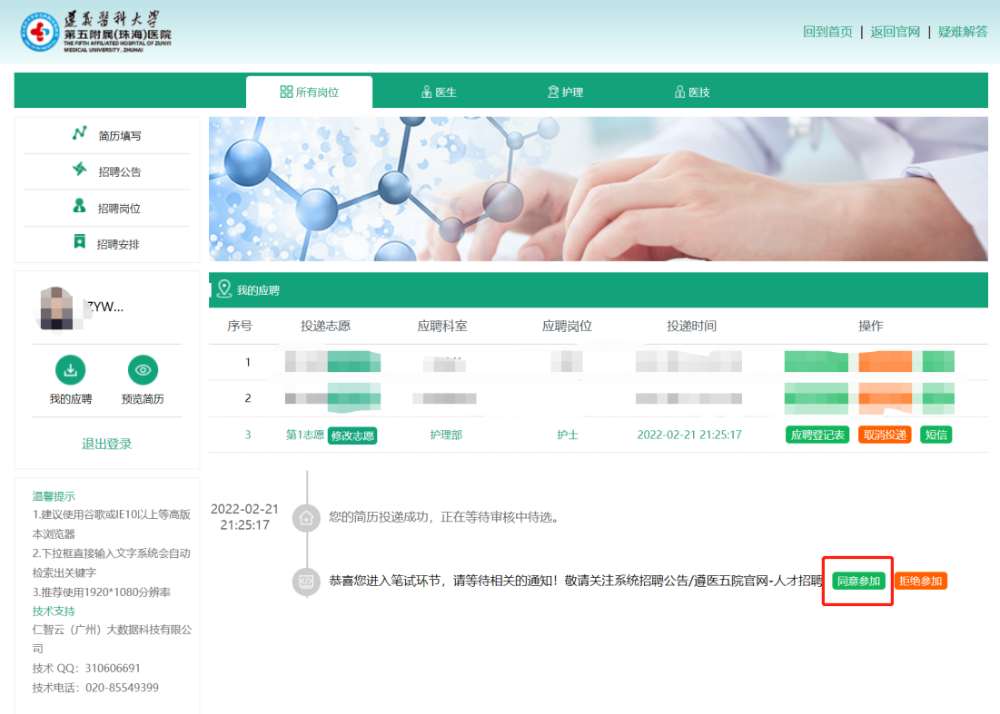 遵义医科大学
第五附属(珠海)医院
THE FIFTH AFFILIATED HOSPITAL OF ZUNYI
MEDICAL UNIVERSITY. ZHUHAI
回到首页 | 返回官网 | 疑难解答
所有岗位 医生 护理 医技
简历填写
招聘公告
招聘岗位
招聘安排
ZYW...
我的应聘 预览简历
退出登录
温馨提示
1.建议使用谷歌或IE10以上等高版
本浏览器
2.下拉框直接输入文字系统会自动
检索出关键字
3.推荐使用1920*1080分辨率
技术支持
仁智云（广州）大数据科技有限公
司
技术 QQ：310606691
技术电话：020-85549399
我的应聘
序号 投递志愿 应聘科室 应聘岗位 投递时间 操作
1
2
3 第1志愿 修改志愿 护理部 护士 2022-02-21 21:25:17 应聘登记表 取消投递 短信
2022-02-21
21:25:17
您的简历投递成功，正在等待审核中待选。
恭喜您进入笔试环节，请等待相关的通知！敬请关注系统招聘公告/遵医五院官网-人才招聘 同意参加 拒绝参加